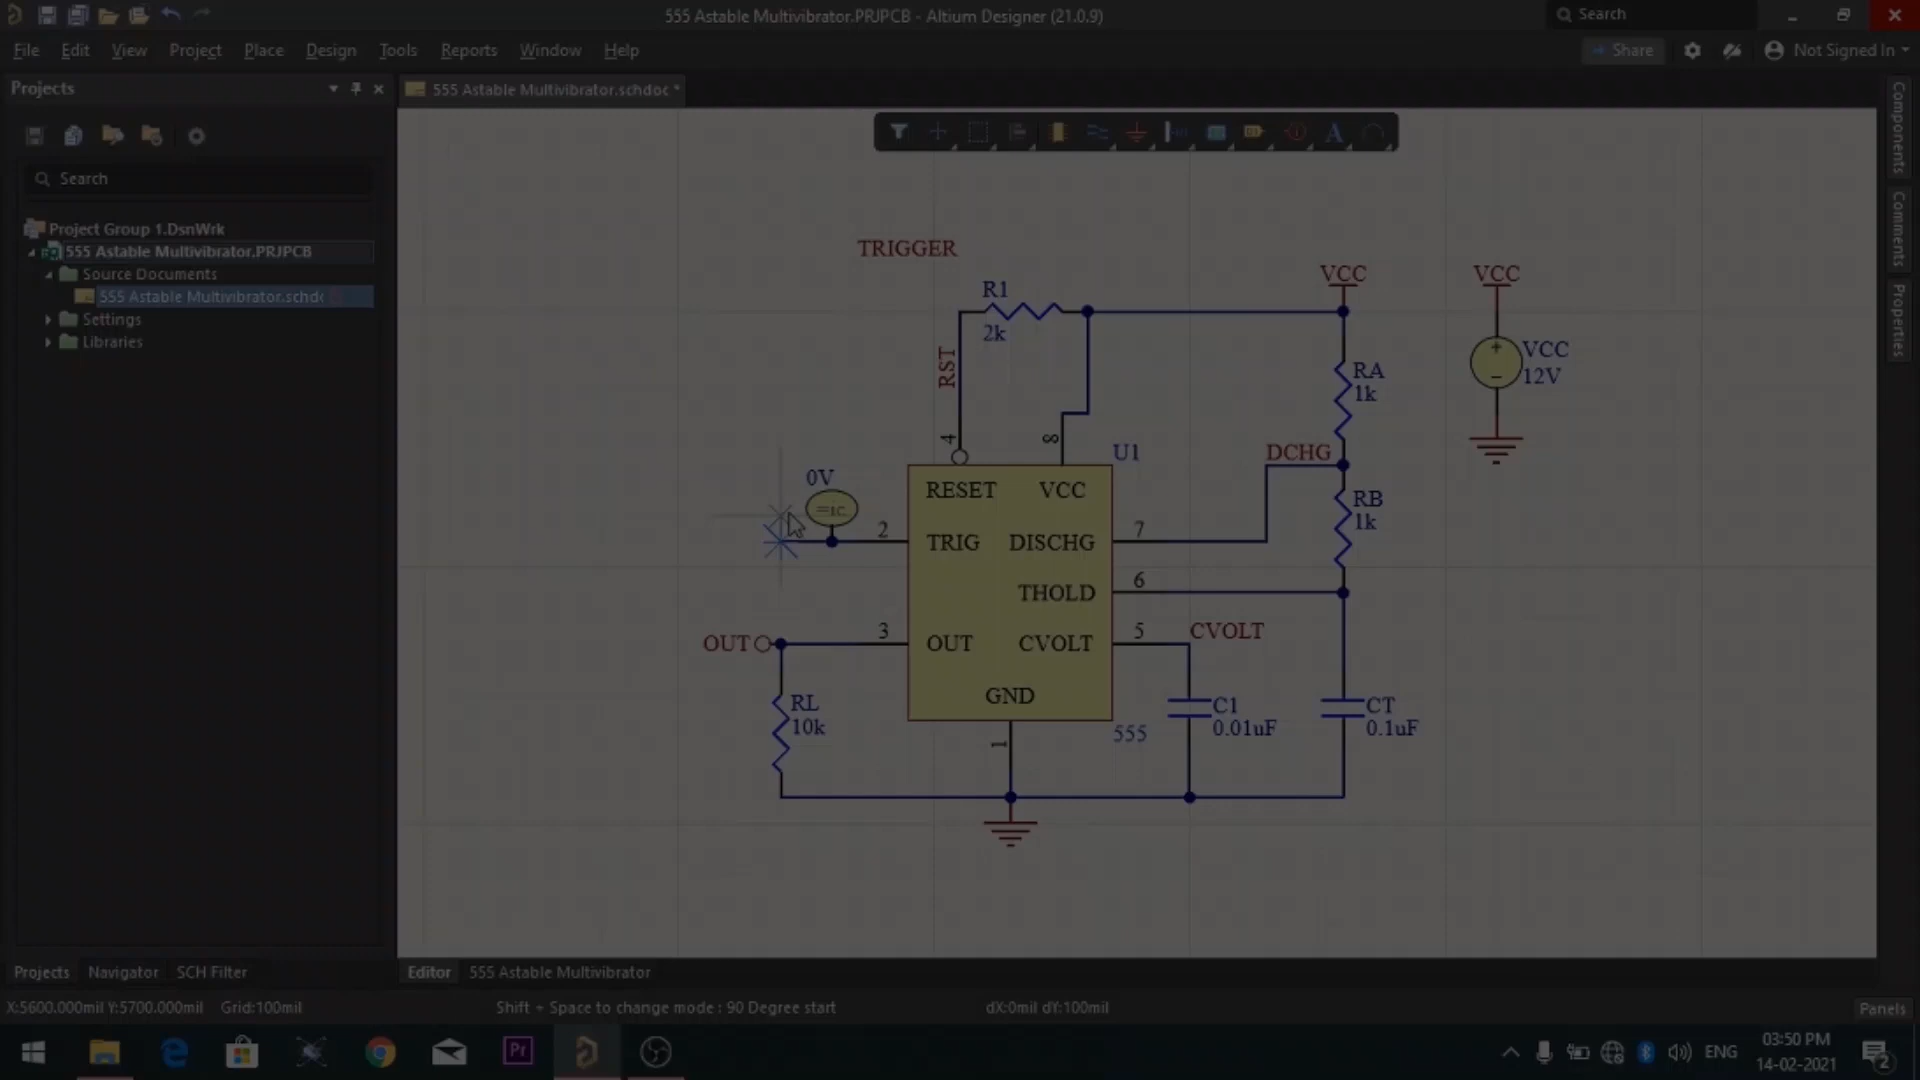 555 Astable Multivibrator.PRJPCB - Altium Designer (21.0.9)
Search
File Edit View Project Place Design Tools Reports Window Help
Share
Not Signed In
Projects
555 Astable Multivibrator.schdoc *
Search
Project Group 1.DsnWrk
555 Astable Multivibrator.PRJPCB
Source Documents
555 Astable Multivibrator.schdc
Settings
Libraries
Components
Comments
Properties
A
TRIGGER
R1
2k
RST
VCC
VCC
VCC
12V
RA
1k
4
8
U1
DCHG
0V
=IC
RESET
VCC
RB
1k
2
TRIG
DISCHG
7
THOLD
6
OUT
3
OUT
CVOLT
5
CVOLT
GND
RL
10k
1
555
C1
0.01uF
CT
0.1uF
Projects Navigator SCH Filter
Editor 555 Astable Multivibrator
X:5600.000mil Y:5700.000mil Grid:100mil
Shift + Space to change mode : 90 Degree start
dX:0mil dY:100mil
Panels
Pr
ENG
03:50 PM
14-02-2021
2